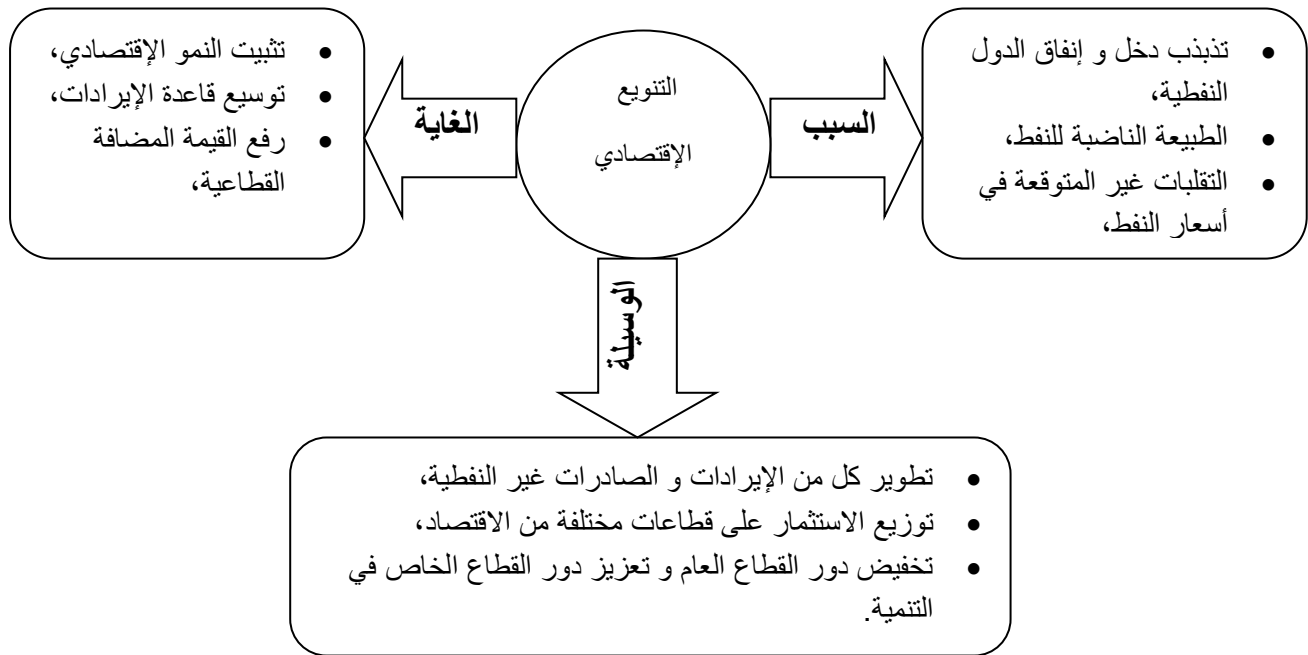 التنويع
الإقتصادي
السبب
تذبذب دخل و إنفاق الدول
النفطية،
الطبيعة الناضبة للنفط،
التقلبات غير المتوقعة في
أسعار النفط،
الغاية
تثبيت النمو الإقتصادي،
توسيع قاعدة الإيرادات،
رفع القيمة المضافة
القطاعية،
الوسيلة
تطوير كل من الإيرادات و الصادرات غير النفطية،
توزيع الاستثمار على قطاعات مختلفة من الاقتصاد،
تخفيض دور القطاع العام و تعزيز دور القطاع الخاص في
التنمية.